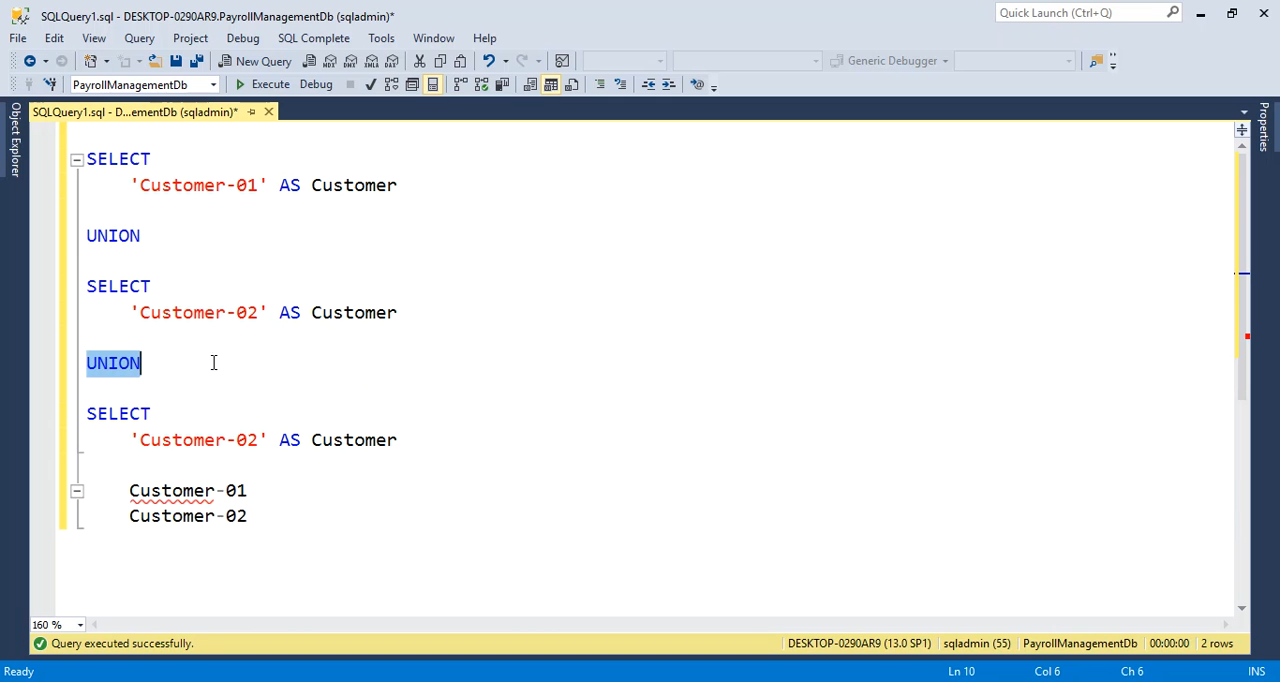 SQLQuery1.sql - DESKTOP-0290AR9.PayrollManagementDb (sqladmin)*
Quick Launch (Ctrl+Q)
File Edit View Query Project Debug SQL Complete Tools Window Help
New Query
Generic Debugger
PayrollManagementDb
Execute Debug
SQLQuery1.sql - D...ementDb (sqladmin)*
Object Explorer
Properties
SELECT
'Customer-01' AS Customer
UNION
SELECT
'Customer-02' AS Customer
UNION
SELECT
'Customer-02' AS Customer
Customer-01
Customer-02
160 %
Query executed successfully.
DESKTOP-0290AR9 (13.0 SP1) sqladmin (55) PayrollManagementDb 00:00:00 2 rows
Ready Ln 10 Col 6 Ch 6 INS